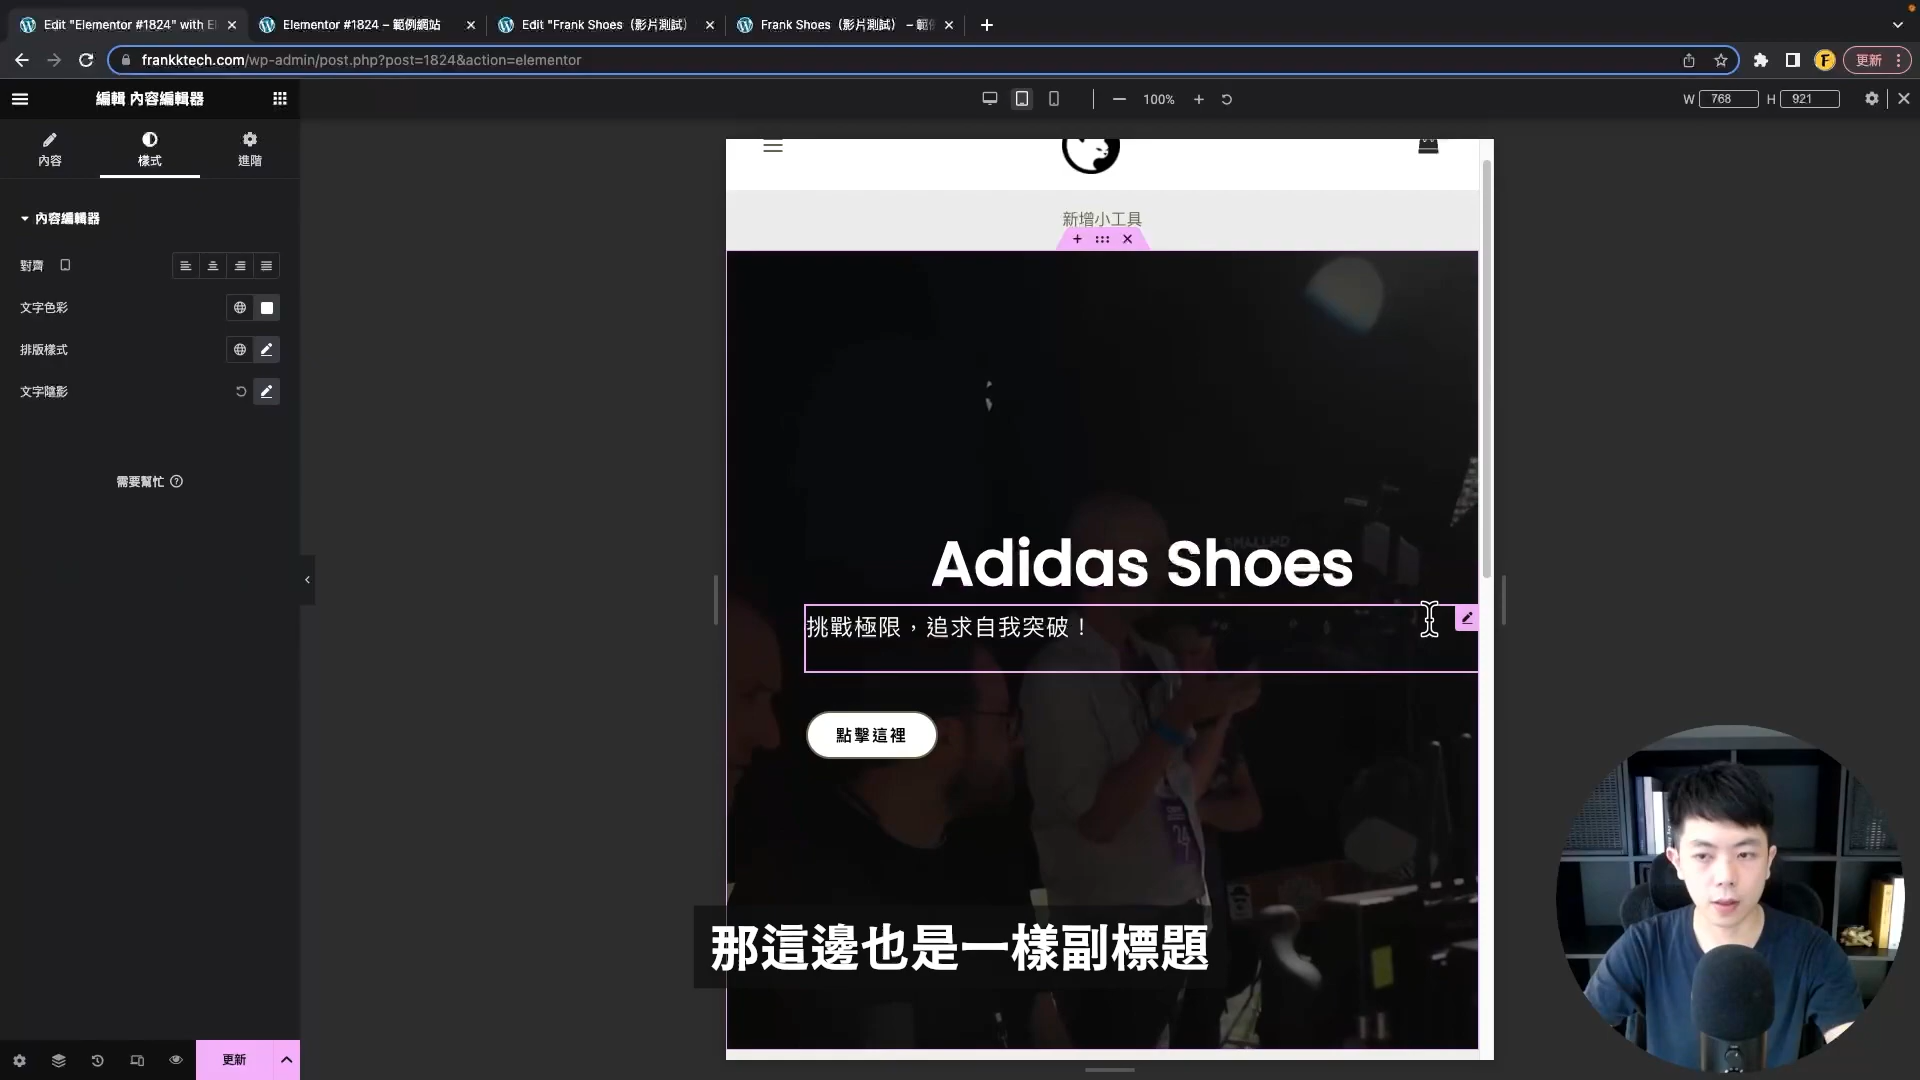 Edit "Elementor #1824" with El
Elementor #1824 – 範例網站
Edit "Frank Shoes（影片測試）
Frank Shoes（影片測試） – 範例
frankktech.com/wp-admin/post.php?post=1824&action=elementor
F
更新
編輯 內容編輯器
100%
W 768 H 921
內容
樣式
進階
內容編輯器
對齊
文字色彩
排版樣式
文字陰影
需要幫忙
新增小工具
Adidas Shoes
挑戰極限，追求自我突破！
點擊這裡
那這邊也是一樣副標題
更新